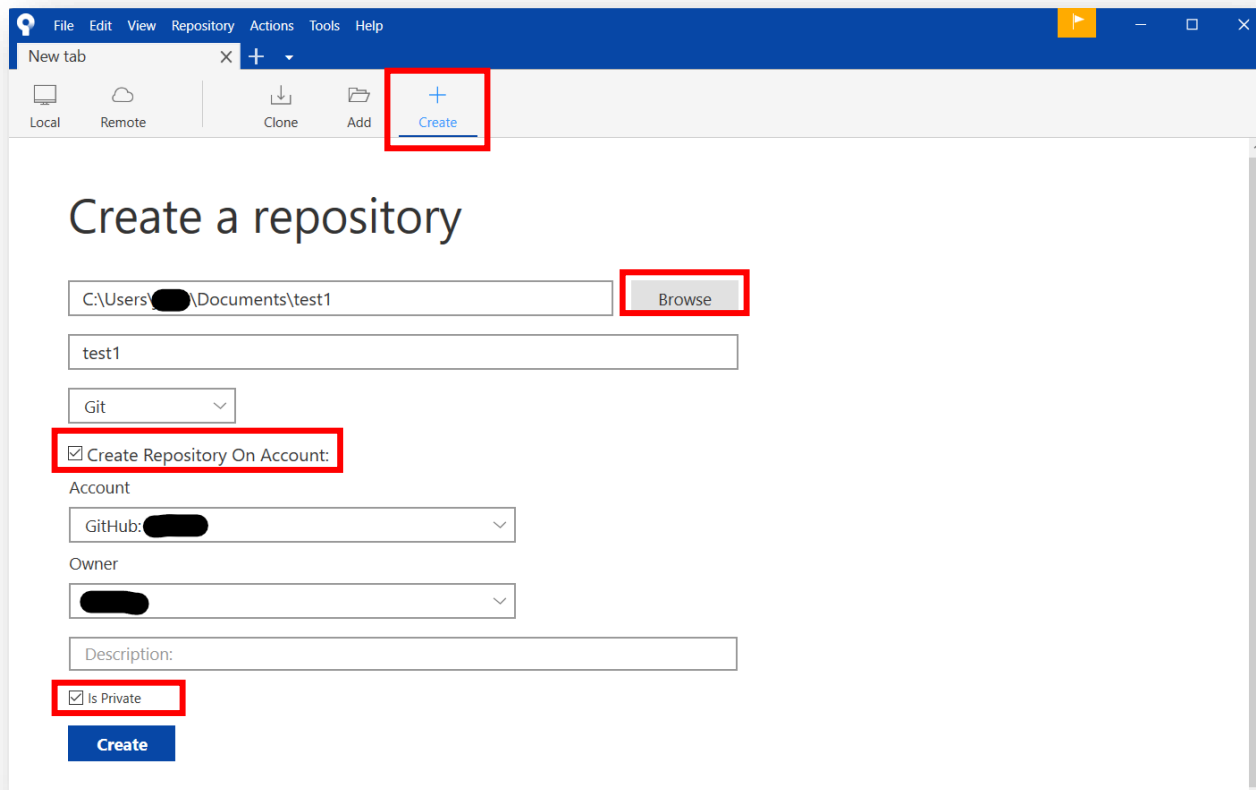 File Edit View Repository Actions Tools Help
New tab
Local Remote Clone Add Create
Create a repository
C:\Users\ \Documents\test1 Browse
test1
Git
Create Repository On Account:
Account
GitHub:
Owner
Description:
Is Private
Create